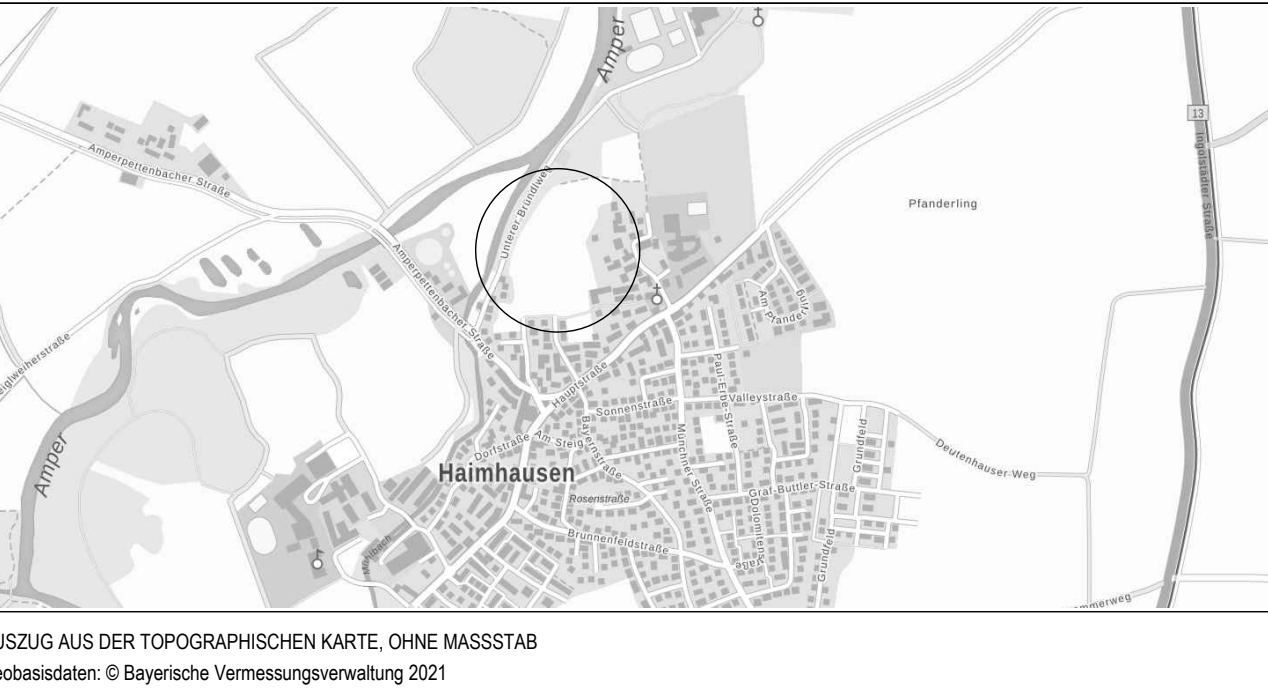 Amper
13
Ingolstädter Straße
Amperpettenbacher Straße
Unterer Bründlweg
Pfanderling
Amperpettenbacher Straße
Am Pfanderling
Hauptstraße
Paul-Erbe-Straße
Sonnenstraße
Valleystraße
Bayernstraße
Münchner Straße
Grundfeld
Dorfstraße
Am Steig
Deutenhauser Weg
Amper
Haimhausen
Graf-Buttler-Straße
Rosenstraße
Dolomitenstraße
Brunnenfeldstraße
Mühlbach
Grundfeld
USZUG AUS DER TOPOGRAPHISCHEN KARTE, OHNE MASSSTAB
eobasisdaten: © Bayerische Vermessungsverwaltung 2021